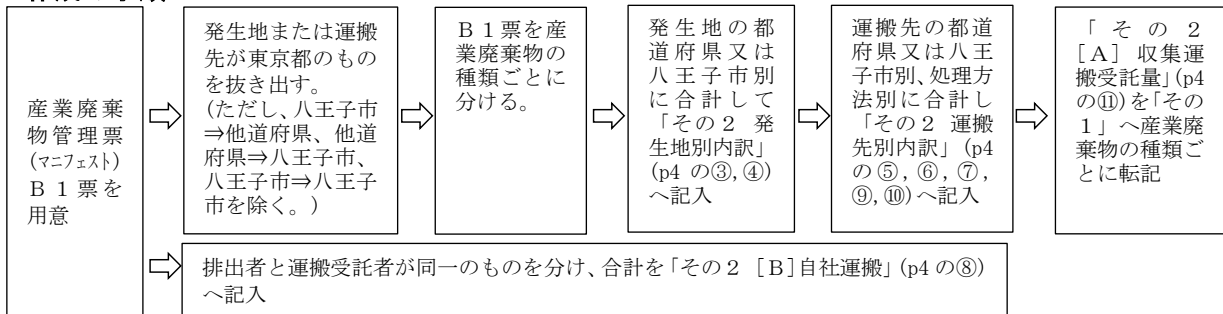 産業廃棄
物管理票
(マニフェスト)
Ｂ１票を
用意
発生地または運搬
先が東京都のもの
を抜き出す。
(ただし、八王子市
⇒他道府県、他道
府県⇒八王子市、
八王子市⇒八王子
市を除く。)
Ｂ１票を産
業廃棄物の
種類ごとに
分ける。
発生地の都
道府県又は
八王子市別
に合計して
「その２ 発
生地別内訳」
(p4 の③,④)
へ記入
運搬先の都道府
県又は八王
子市別、処理方
法別に合計し
「その２ 運搬
先別内訳」(p4
の⑤,⑥,⑦,
⑨,⑩)へ記入
「その２
［Ａ］収集運
搬受託量」(p4
の⑪)を「その
１」へ産業廃
棄物の種類ご
とに転記
排出者と運搬受託者が同一のものを分け、合計を「その２ ［Ｂ］自社運搬」(p4 の⑧)
へ記入